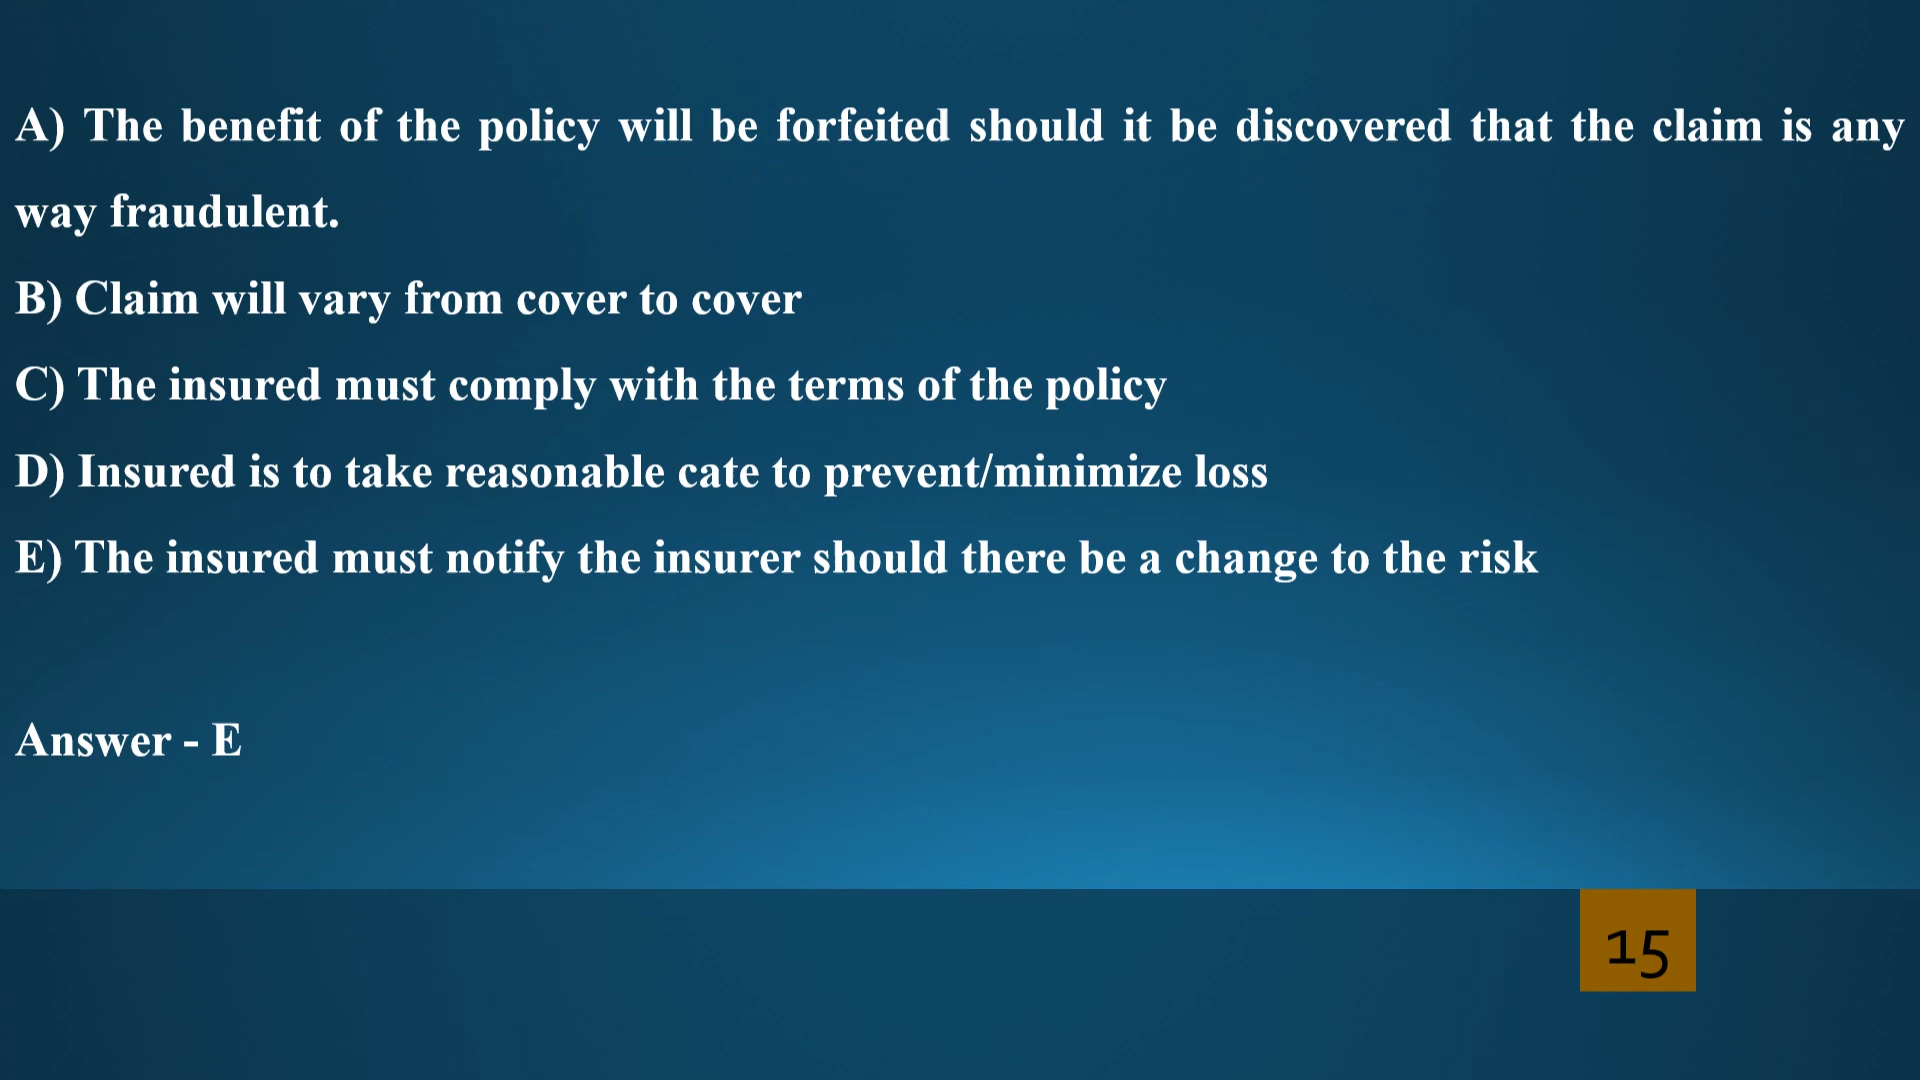 A) The benefit of the policy will be forfeited should it be discovered that the claim is any
way fraudulent.
B) Claim will vary from cover to cover
C) The insured must comply with the terms of the policy
D) Insured is to take reasonable cate to prevent/minimize loss
E) The insured must notify the insurer should there be a change to the risk
Answer - E
15